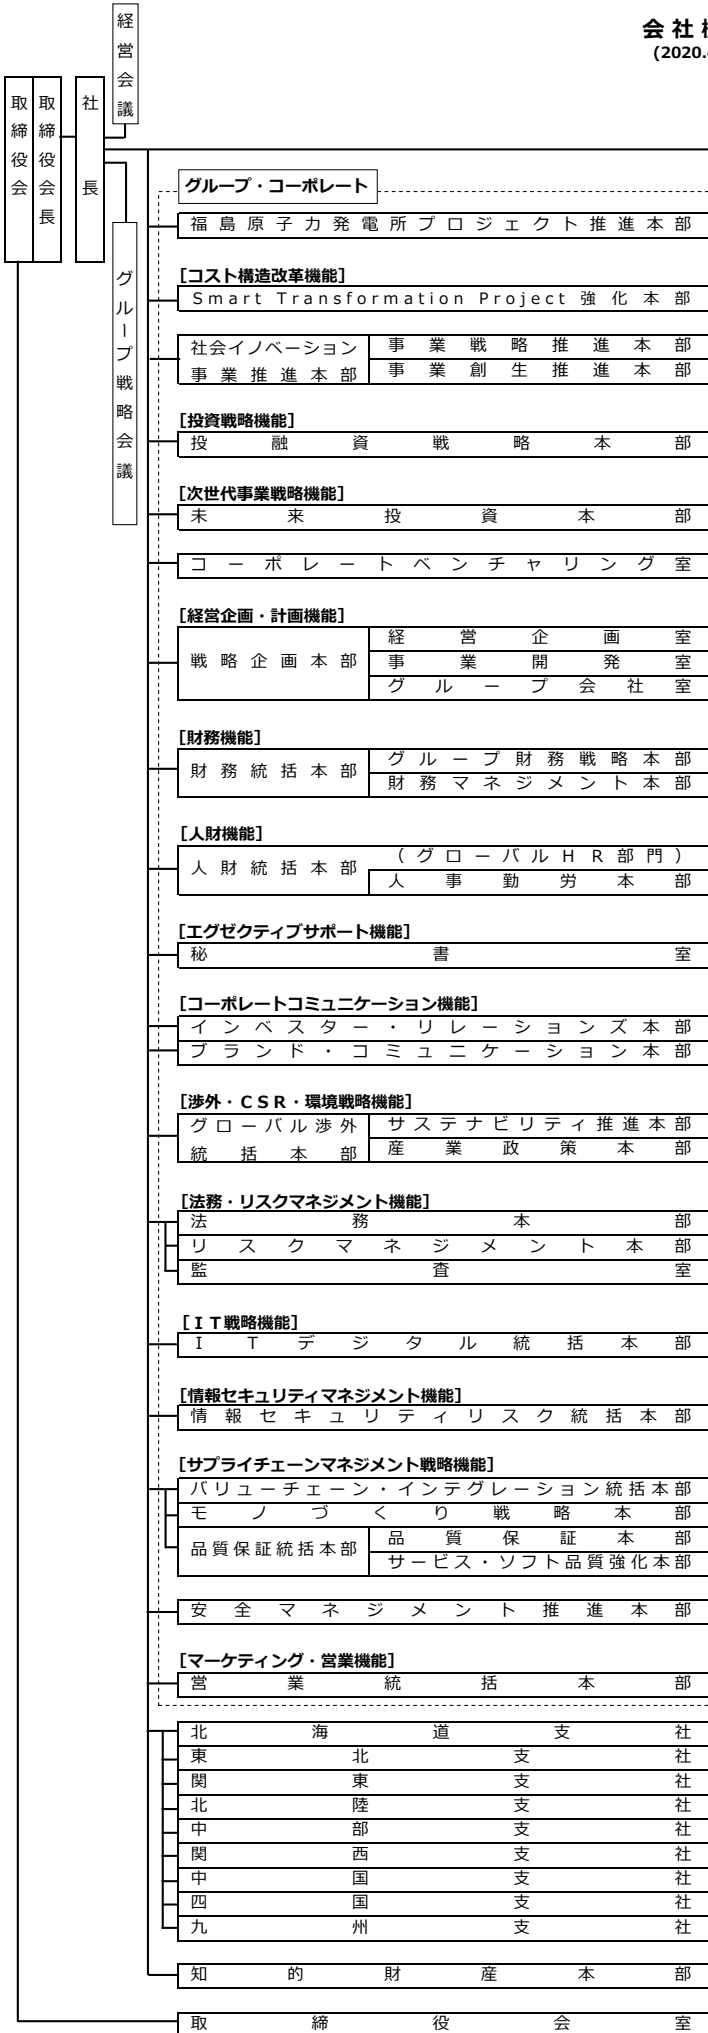 会社
(2020.
経営会議
取締役会
取締役会長
社長
グループ戦略会議
グループ・コーポレート
福島原子力発電所プロジェクト推進本部
[コスト構造改革機能]
Smart Transformation Project 強化本部
社会イノベーション
事業推進本部
事業戦略推進本部
事業創生推進本部
[投資戦略機能]
投融資戦略本部
[次世代事業戦略機能]
未来投資本部
コーポレートベンチャリング室
[経営企画・計画機能]
戦略企画本部
経営企画室
事業開発室
グループ会社室
[財務機能]
財務統括本部
グループ財務戦略本部
財務マネジメント本部
[人財機能]
人財統括本部
(グローバルHR部門)
人事勤労本部
[エグゼクティブサポート機能]
秘書室
[コーポレートコミュニケーション機能]
インベスター・リレーションズ本部
ブランド・コミュニケーション本部
[渉外・CSR・環境戦略機能]
グローバル渉外
統括本部
サステナビリティ推進本部
産業政策本部
[法務・リスクマネジメント機能]
法務本部
リスクマネジメント本部
監査室
[IT戦略機能]
ITデジタル統括本部
[情報セキュリティマネジメント機能]
情報セキュリティリスク統括本部
[サプライチェーンマネジメント戦略機能]
バリューチェーン・インテグレーション統括本部
モノづくり戦略本部
品質保証統括本部
品質保証本部
サービス・ソフト品質強化本部
安全マネジメント推進本部
[マーケティング・営業機能]
営業統括本部
北海道支社
東北支社
関東支社
北陸支社
中部支社
関西支社
中国支社
四国支社
九州支社
知的財産本部
取締役会室